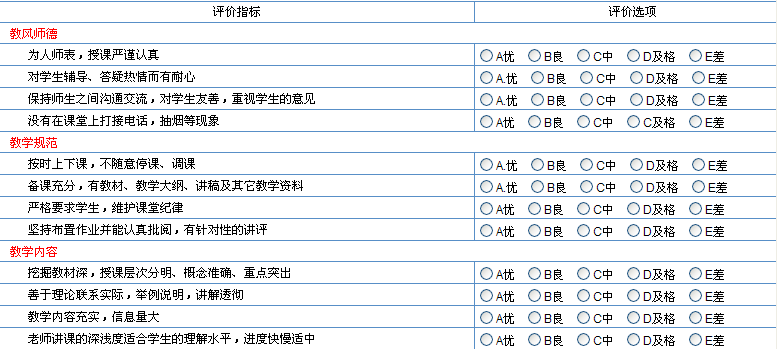 评价指标 评价选项
教风师德
为人师表，授课严谨认真 A优 B良 C中 D及格 E差
对学生辅导、答疑热情而有耐心 A.优 B良 C中 D及格 E差
保持师生之间沟通交流，对学生友善，重视学生的意见 A.优 B良 C中 D及格 E差
没有在课堂上打接电话，抽烟等现象 A优 B良 C中 C及格 E差
教学规范
按时上下课，不随意停课、调课 A.优 B良 C中 D及格 E差
备课充分，有教材、教学大纲、讲稿及其它教学资料 A.优 B良 C中 D及格 E差
严格要求学生，维护课堂纪律 A优 B良 C中 D及格 E差
坚持布置作业并能认真批阅，有针对性的讲评 A优 B良 C中 D及格 E差
教学内容
挖掘教材深，授课层次分明、概念准确、重点突出 A优 B良 C中 D及格 E差
善于理论联系实际，举例说明，讲解透彻 A优 B良 C中 D及格 E差
教学内容充实，信息量大 A优 B良 C中 D及格 E差
老师讲课的深浅度适合学生的理解水平，进度快慢适中 A优 B良 C中 D及格 E差